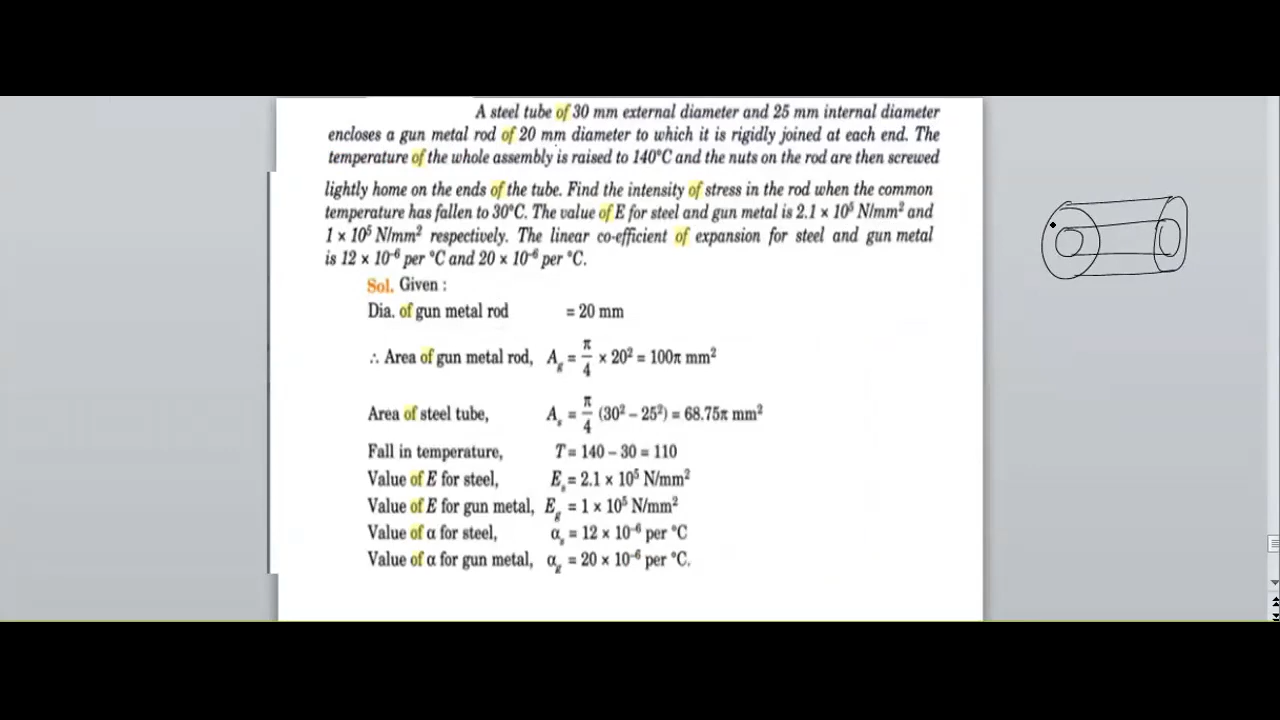 A steel tube of 30 mm external diameter and 25 mm internal diameter
encloses a gun metal rod of 20 mm diameter to which it is rigidly joined at each end. The
temperature of the whole assembly is raised to 140°C and the nuts on the rod are then screwed
lightly home on the ends of the tube. Find the intensity of stress in the rod when the common
temperature has fallen to 30°C. The value of E for steel and gun metal is 2.1 × 10⁵ N/mm² and
1 × 10⁵ N/mm² respectively. The linear co-efficient of expansion for steel and gun metal
is 12 × 10⁻⁶ per °C and 20 × 10⁻⁶ per °C.
Sol. Given :
Dia. of gun metal rod = 20 mm
∴ Area of gun metal rod, A_g = π/4 × 20² = 100π mm²
Area of steel tube, A_s = π/4 (30² – 25²) = 68.75π mm²
Fall in temperature, T = 140 – 30 = 110
Value of E for steel, E_s = 2.1 × 10⁵ N/mm²
Value of E for gun metal, E_g = 1 × 10⁵ N/mm²
Value of α for steel, α_s = 12 × 10⁻⁶ per °C
Value of α for gun metal, α_g = 20 × 10⁻⁶ per °C.